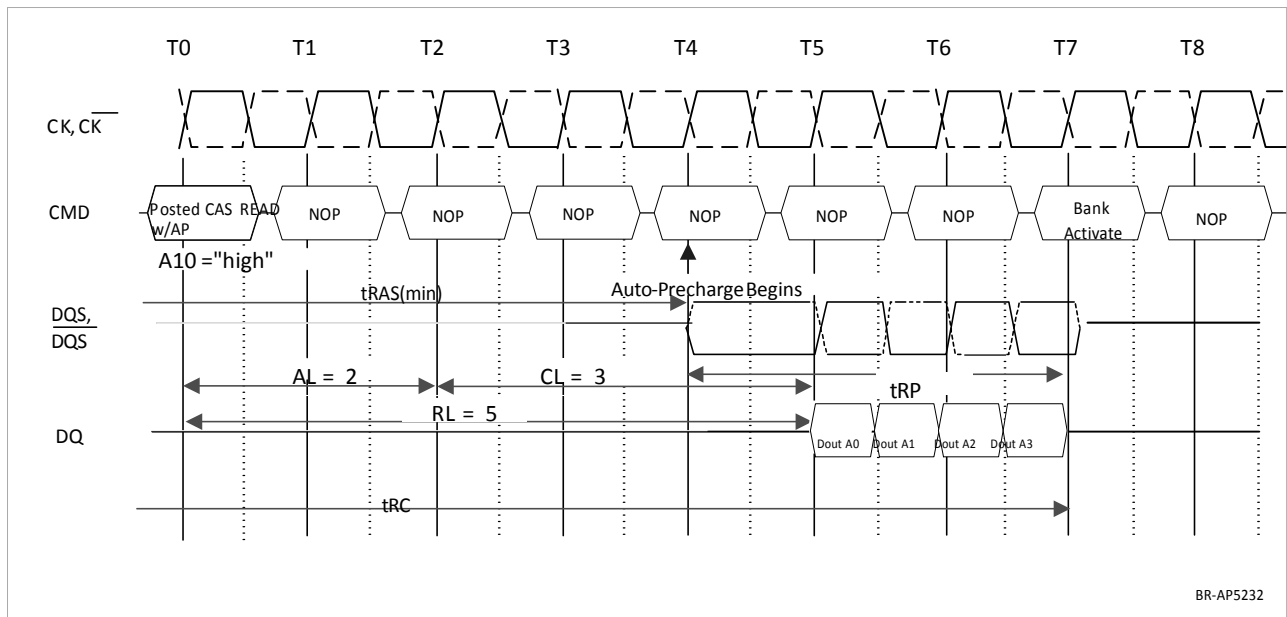 T0 T1 T2 T3 T4 T5 T6 T7 T8
CK, CK
CMD
Posted CAS READ
w/AP
NOP
NOP
NOP
NOP
NOP
NOP
Bank
Activate
NOP
A10 ="high"
tRAS(min)
Auto-Precharge Begins
DQS,
DQS
AL = 2
CL = 3
tRP
RL = 5
DQ
Dout A0
Dout A1
Dout A2
Dout A3
tRC
BR-AP5232